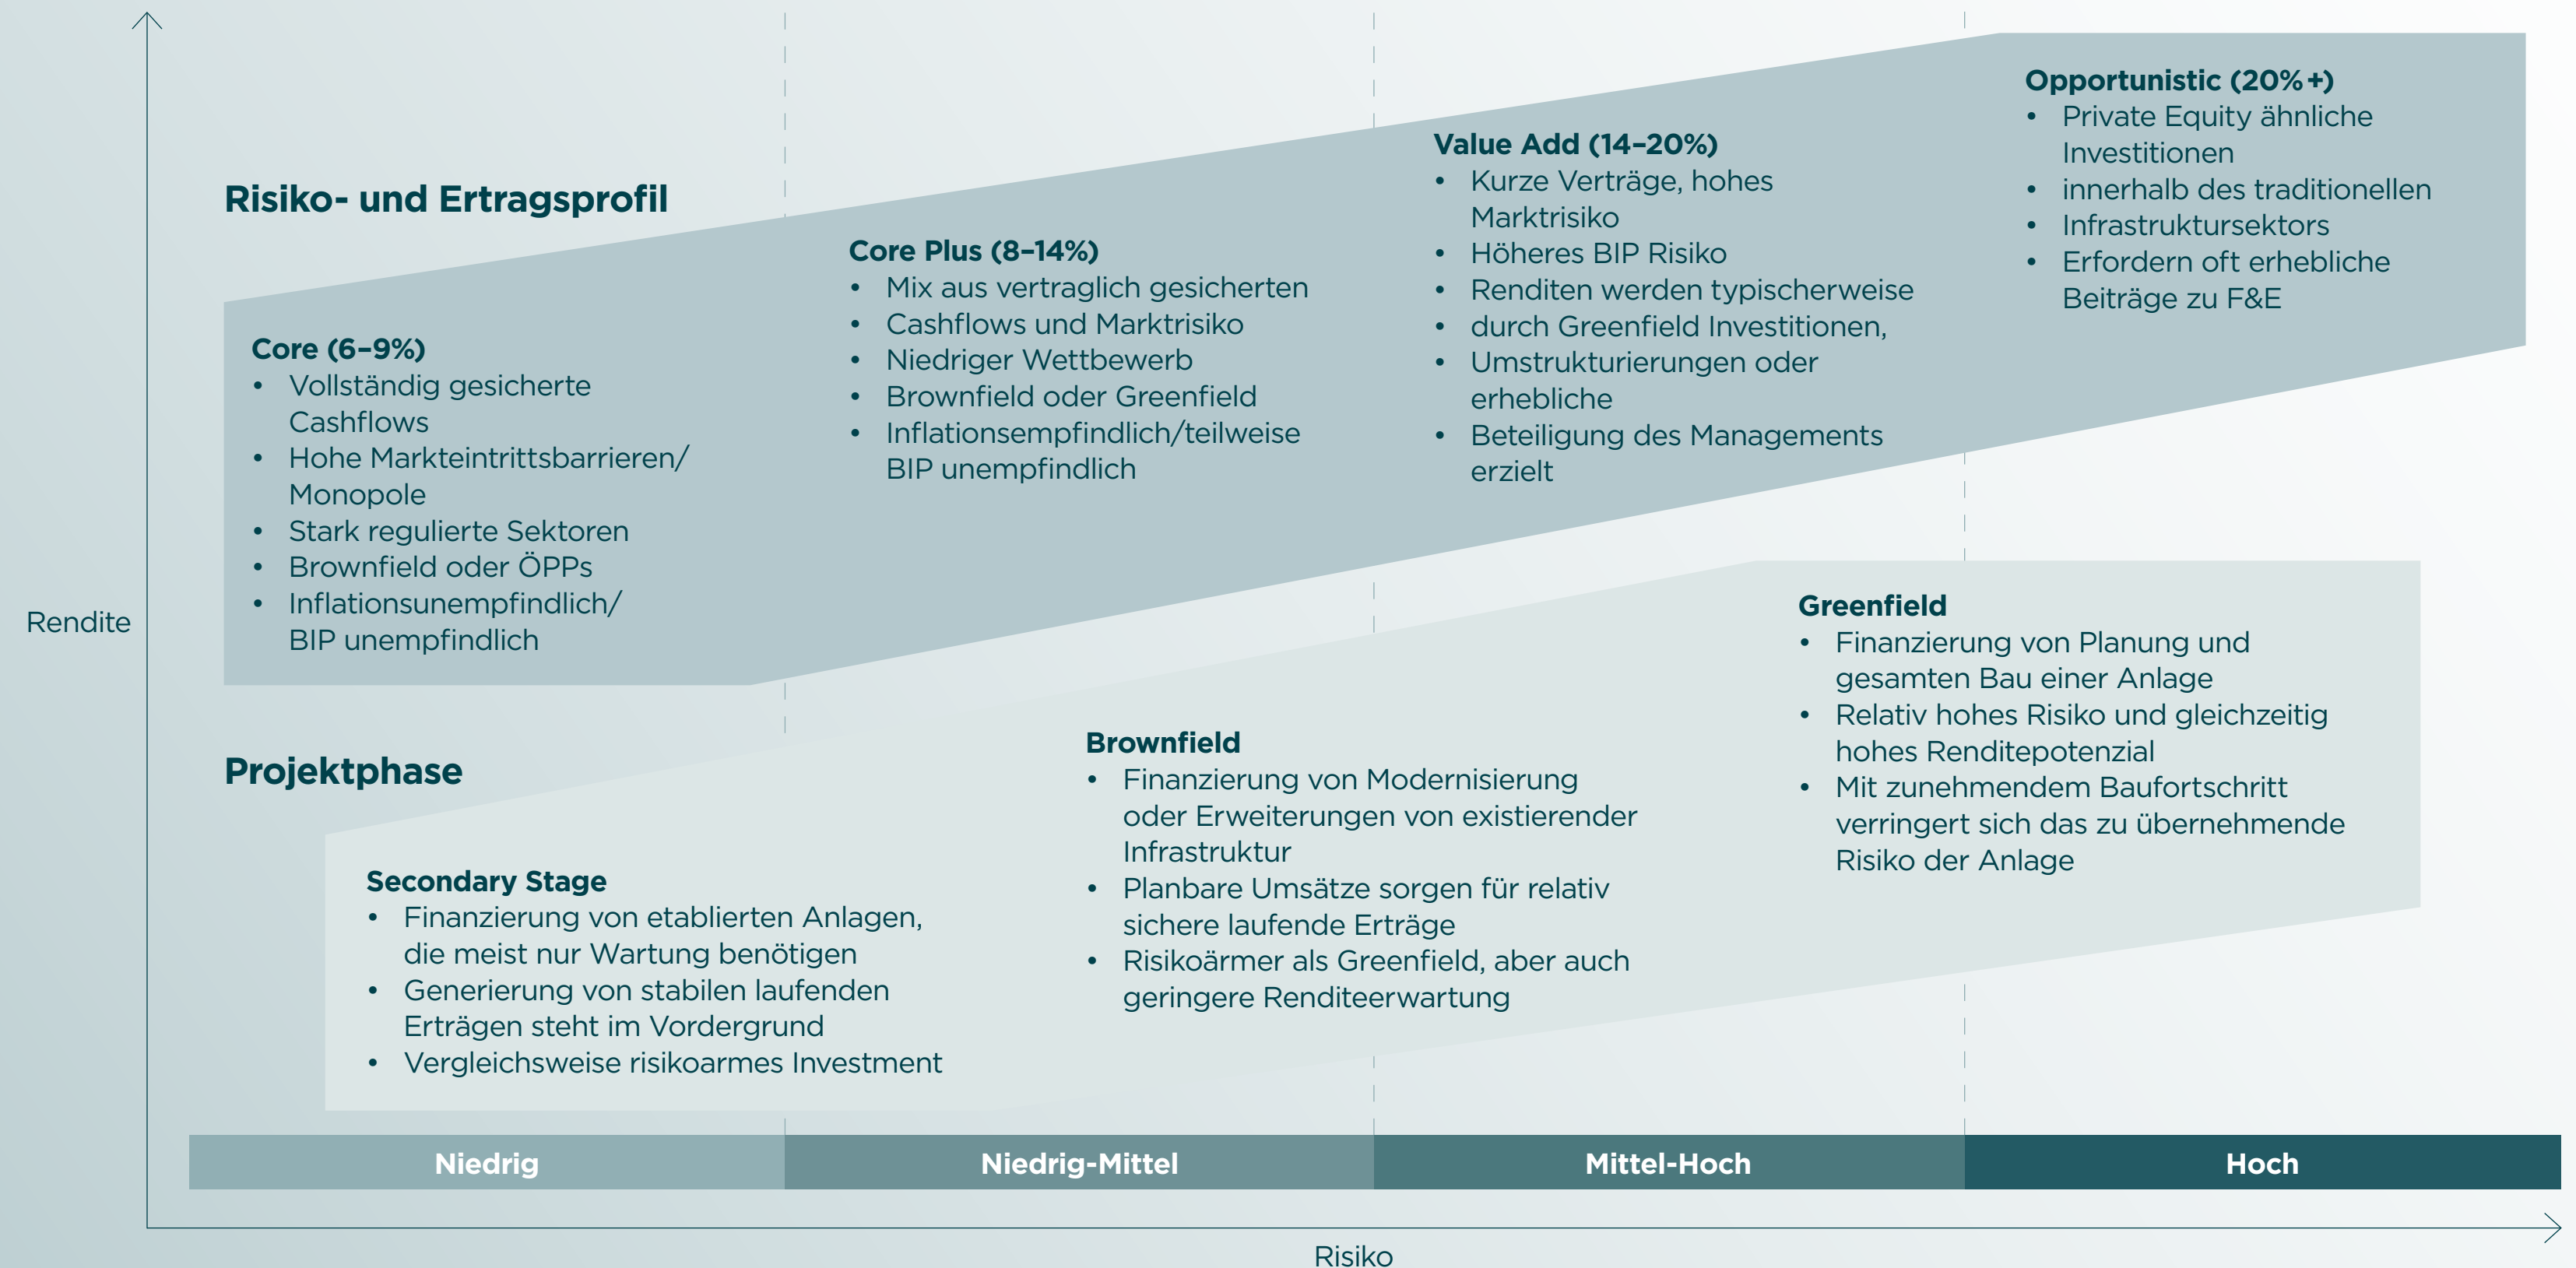 Risiko- und Ertragsprofil
Core (6–9%)
• Vollständig gesicherte
Cashflows
• Hohe Markteintrittsbarrieren/
Monopole
• Stark regulierte Sektoren
• Brownfield oder ÖPPs
• Inflationsunempfindlich/
BIP unempfindlich
Core Plus (8–14%)
• Mix aus vertraglich gesicherten
• Cashflows und Marktrisiko
• Niedriger Wettbewerb
• Brownfield oder Greenfield
• Inflationsempfindlich/teilweise
BIP unempfindlich
Value Add (14–20%)
• Kurze Verträge, hohes
Marktrisiko
• Höheres BIP Risiko
• Renditen werden typischerweise
• durch Greenfield Investitionen,
• Umstrukturierungen oder
erhebliche
• Beteiligung des Managements
erzielt
Opportunistic (20%+)
• Private Equity ähnliche
Investitionen
• innerhalb des traditionellen
• Infrastruktursektors
• Erfordern oft erhebliche
Beiträge zu F&E
Rendite
Projektphase
Secondary Stage
• Finanzierung von etablierten Anlagen,
die meist nur Wartung benötigen
• Generierung von stabilen laufenden
Erträgen steht im Vordergrund
• Vergleichsweise risikoarmes Investment
Brownfield
• Finanzierung von Modernisierung
oder Erweiterungen von existierender
Infrastruktur
• Planbare Umsätze sorgen für relativ
sichere laufende Erträge
• Risikoärmer als Greenfield, aber auch
geringere Renditeerwartung
Greenfield
• Finanzierung von Planung und
gesamten Bau einer Anlage
• Relativ hohes Risiko und gleichzeitig
hohes Renditepotenzial
• Mit zunehmendem Baufortschritt
verringert sich das zu übernehmende
Risiko der Anlage
Niedrig
Niedrig-Mittel
Mittel-Hoch
Hoch
Risiko